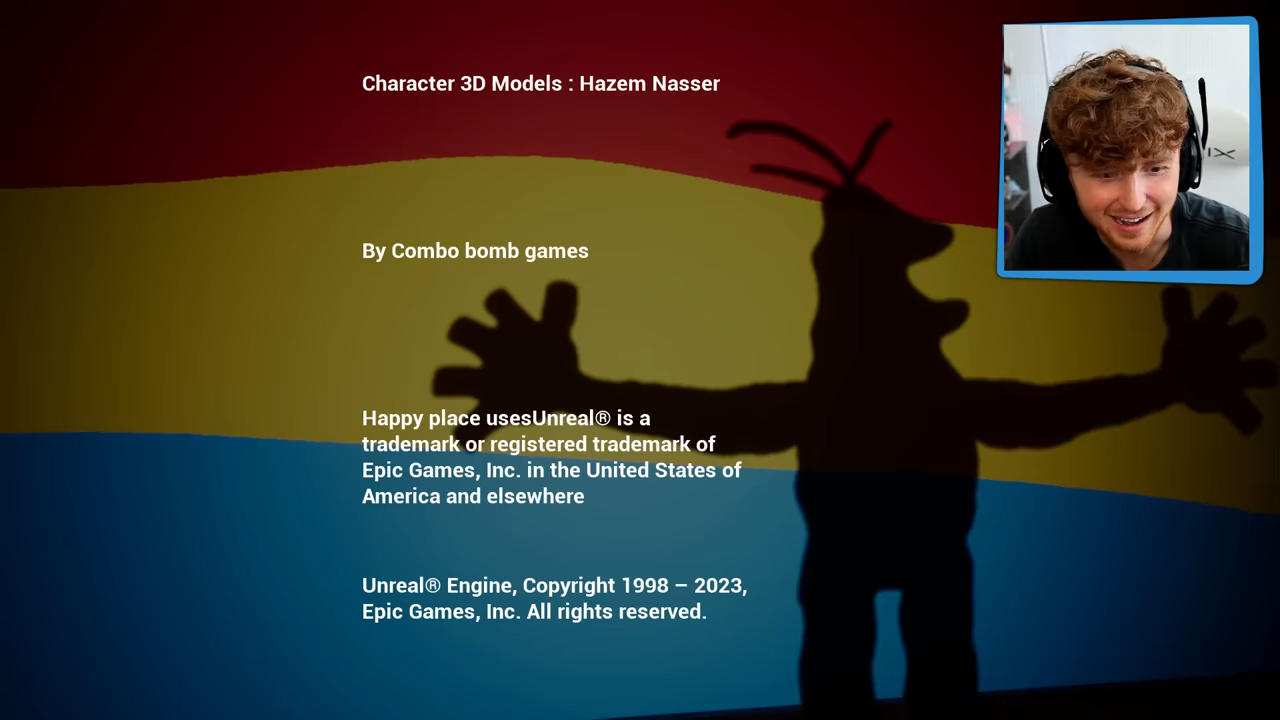 Character 3D Models : Hazem Nasser
By Combo bomb games
Happy place usesUnreal® is a
trademark or registered trademark of
Epic Games, Inc. in the United States of
America and elsewhere
Unreal® Engine, Copyright 1998 – 2023,
Epic Games, Inc. All rights reserved.